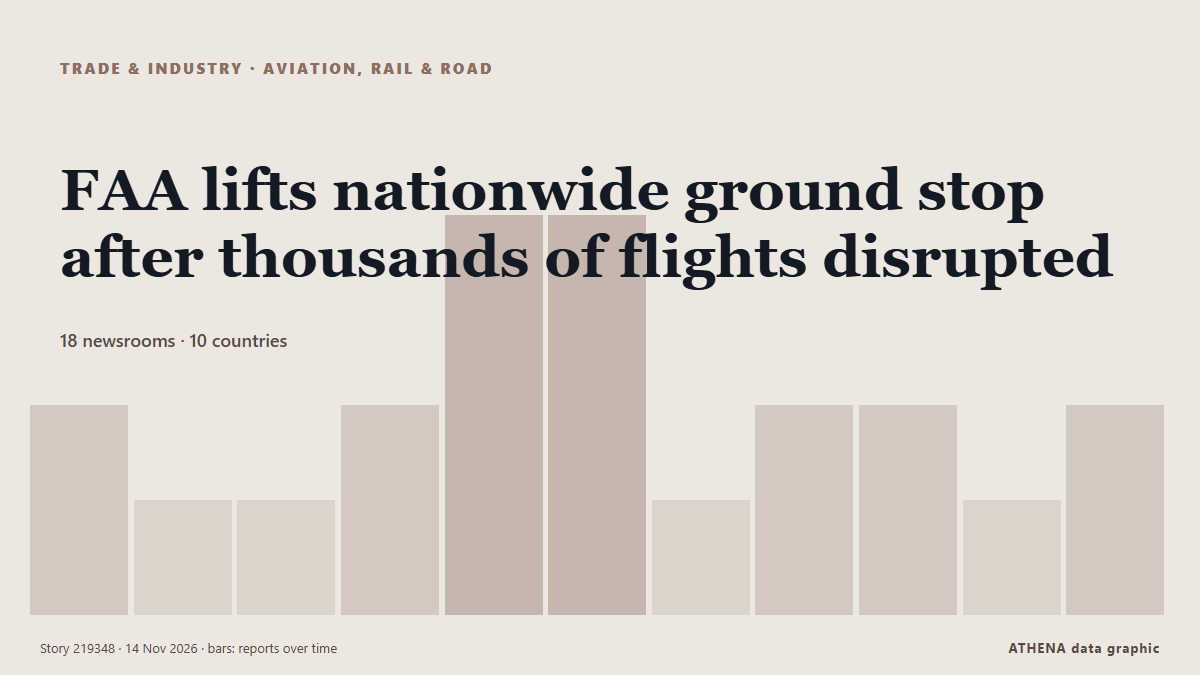 TRADE & INDUSTRY · AVIATION, RAIL & ROAD
FAA lifts nationwide ground stop
after thousands of flights disrupted
18 newsrooms · 10 countries
Story 219348 · 14 Nov 2026 · bars: reports over time
ATHENA data graphic